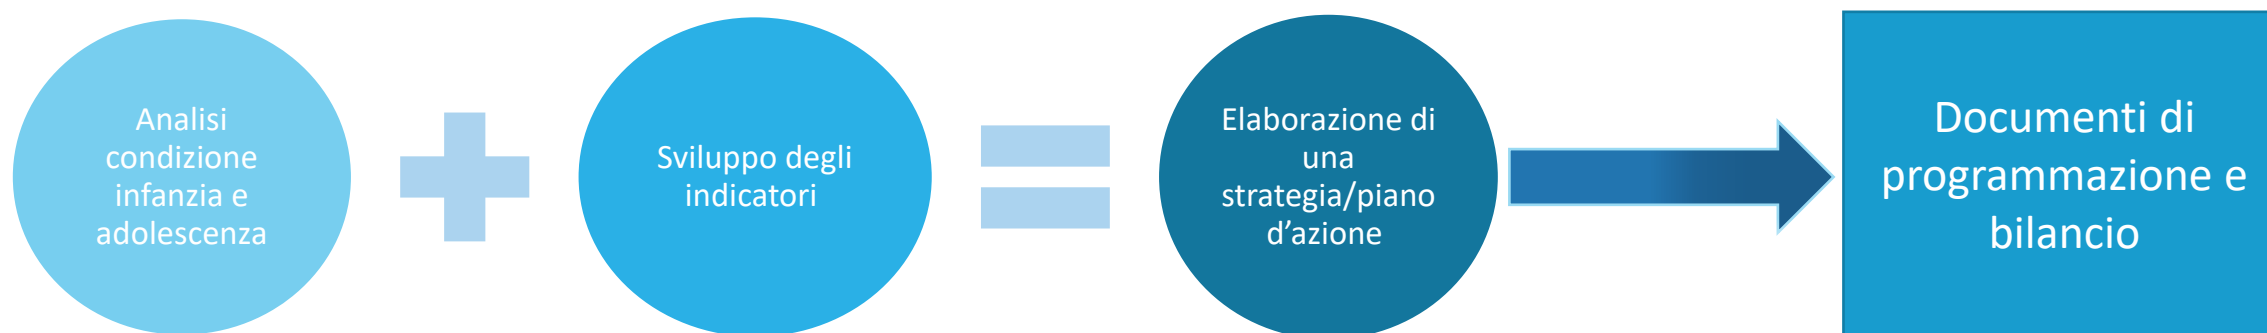 Analisi
condizione
infanzia e
adolescenza
Sviluppo degli
indicatori
Elaborazione di
una
strategia/piano
d’azione
Documenti di
programmazione e
bilancio